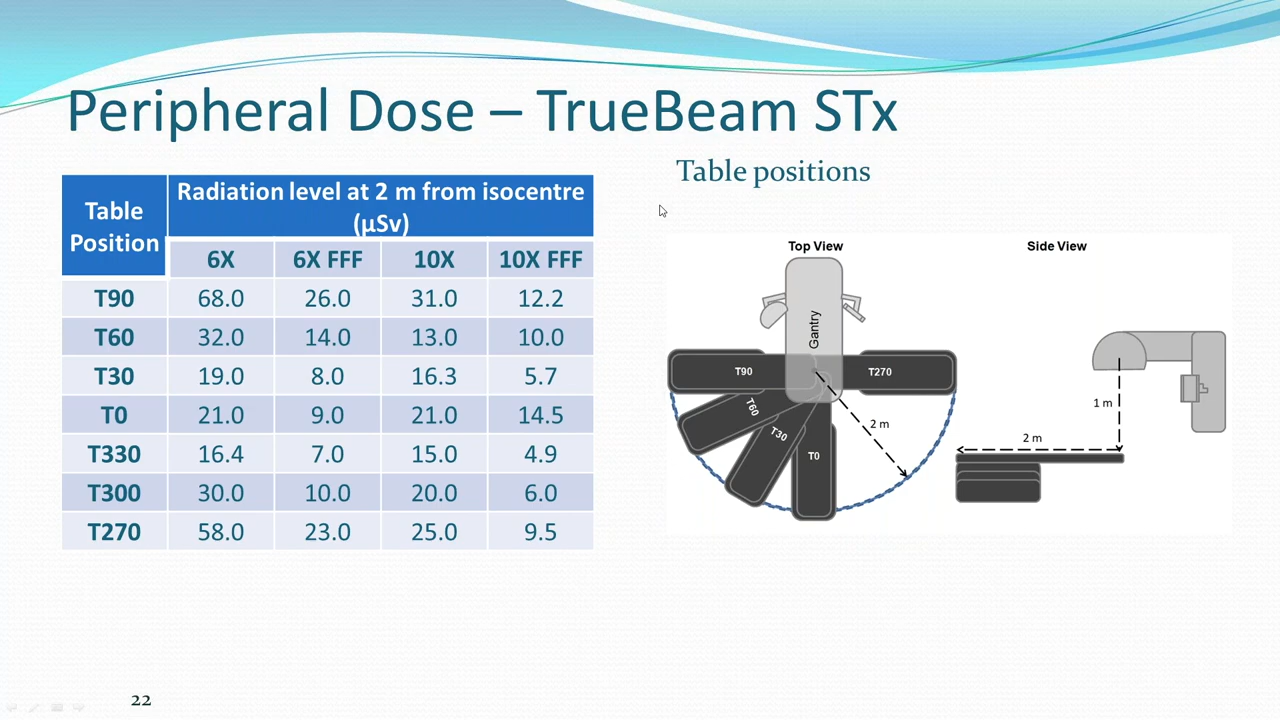 Peripheral Dose – TrueBeam STx
Table Position
Radiation level at 2 m from isocentre
(µSv)
6X 6X FFF 10X 10X FFF
T90 68.0 26.0 31.0 12.2
T60 32.0 14.0 13.0 10.0
T30 19.0 8.0 16.3 5.7
T0 21.0 9.0 21.0 14.5
T330 16.4 7.0 15.0 4.9
T300 30.0 10.0 20.0 6.0
T270 58.0 23.0 25.0 9.5
Table positions
Top View
Gantry
T90
T270
T60
T30
T0
2 m
Side View
1 m
2 m
22